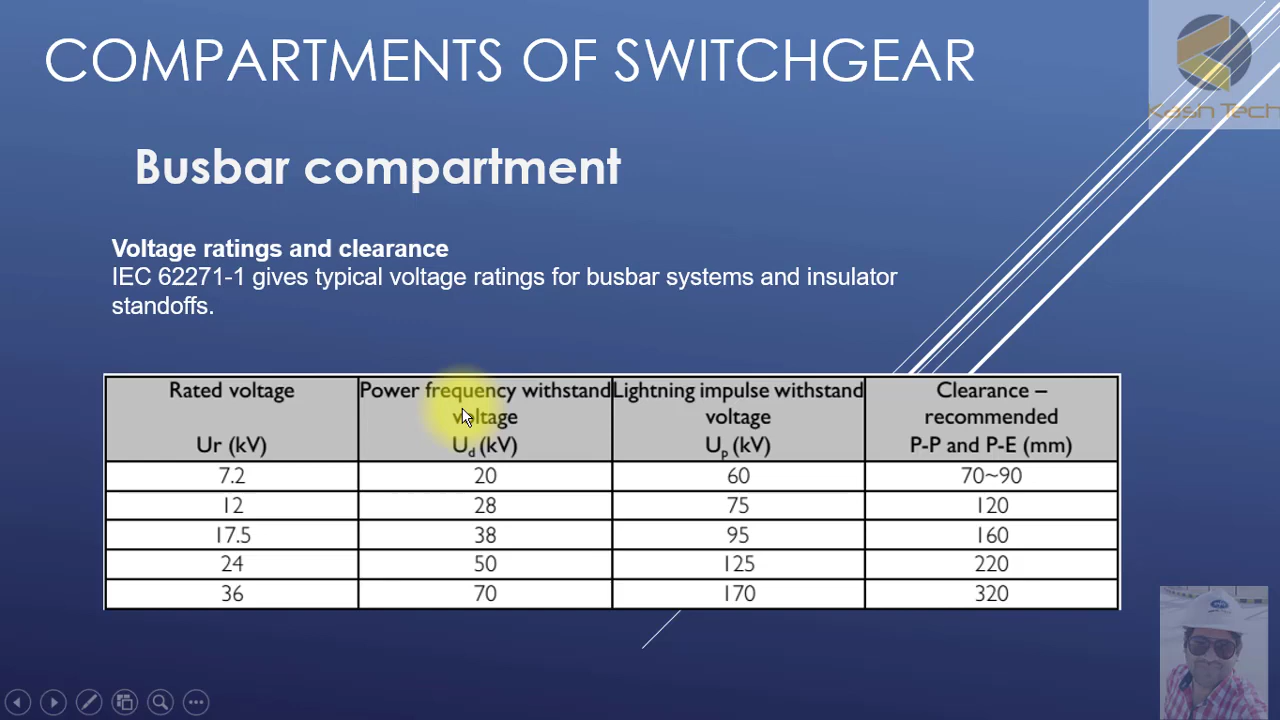 COMPARTMENTS OF SWITCHGEAR
Kash Tech
Busbar compartment
Voltage ratings and clearance
IEC 62271-1 gives typical voltage ratings for busbar systems and insulator
standoffs.
Rated voltage Power frequency withstand Lightning impulse withstand Clearance –
voltage voltage recommended
Ur (kV) Ud (kV) Up (kV) P-P and P-E (mm)
7.2 20 60 70~90
12 28 75 120
17.5 38 95 160
24 50 125 220
36 70 170 320